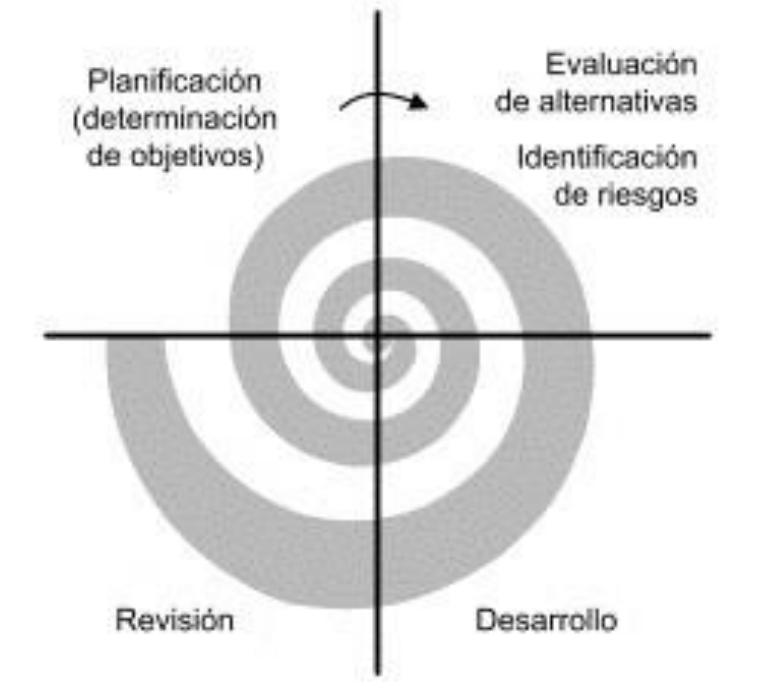 Planificación
(determinación
de objetivos)
Evaluación
de alternativas
Identificación
de riesgos
Revisión
Desarrollo